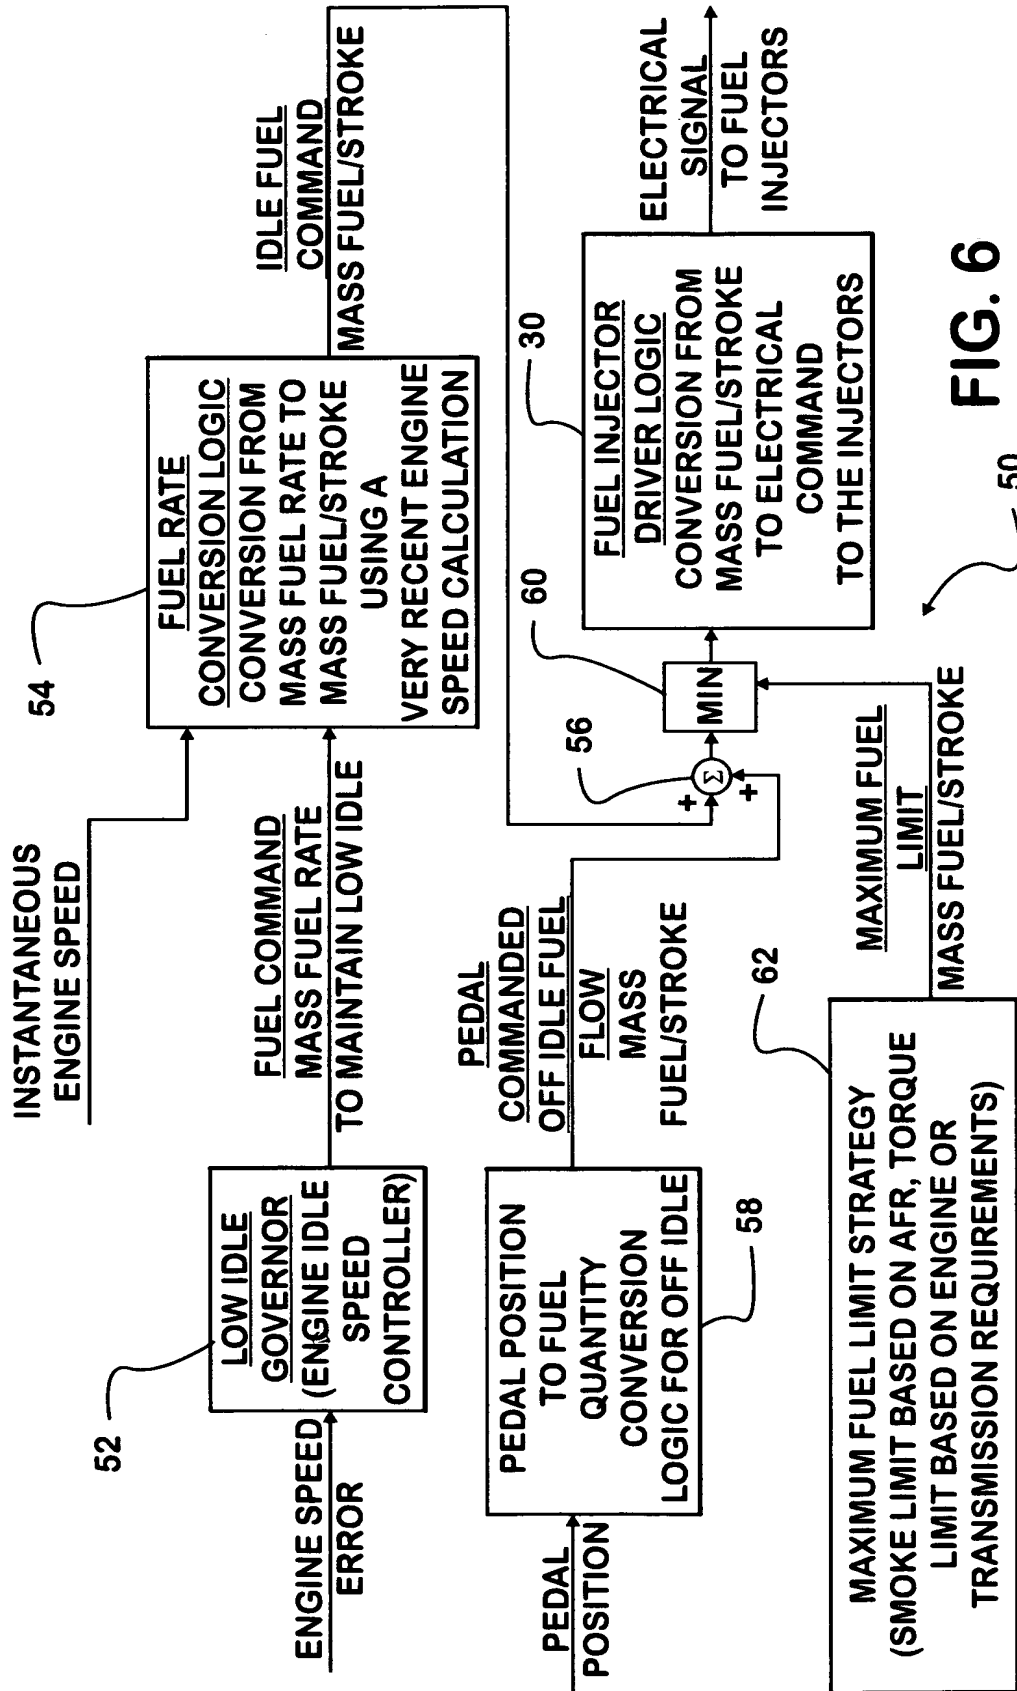 INSTANTANEOUS
ENGINE SPEED
54
FUEL RATE
CONVERSION LOGIC
CONVERSION FROM
MASS FUEL RATE TO
MASS FUEL/STROKE
USING A
VERY RECENT ENGINE
SPEED CALCULATION
IDLE FUEL
COMMAND
MASS FUEL/STROKE
52
ENGINE SPEED
ERROR
LOW IDLE
GOVERNOR
(ENGINE IDLE
SPEED
CONTROLLER)
FUEL COMMAND
MASS FUEL RATE
TO MAINTAIN LOW IDLE
PEDAL
POSITION
PEDAL POSITION
TO FUEL
QUANTITY
CONVERSION
LOGIC FOR OFF IDLE
58
PEDAL
COMMANDED
OFF IDLE FUEL
FLOW
MASS
FUEL/STROKE
56
+
Σ
+
60
MIN
30
FUEL INJECTOR
DRIVER LOGIC
CONVERSION FROM
MASS FUEL/STROKE
TO ELECTRICAL
COMMAND
TO THE INJECTORS
ELECTRICAL
SIGNAL
TO FUEL
INJECTORS
62
MAXIMUM FUEL LIMIT STRATEGY
(SMOKE LIMIT BASED ON AFR, TORQUE
LIMIT BASED ON ENGINE OR
TRANSMISSION REQUIREMENTS)
MAXIMUM FUEL
LIMIT
MASS FUEL/STROKE
50
FIG. 6